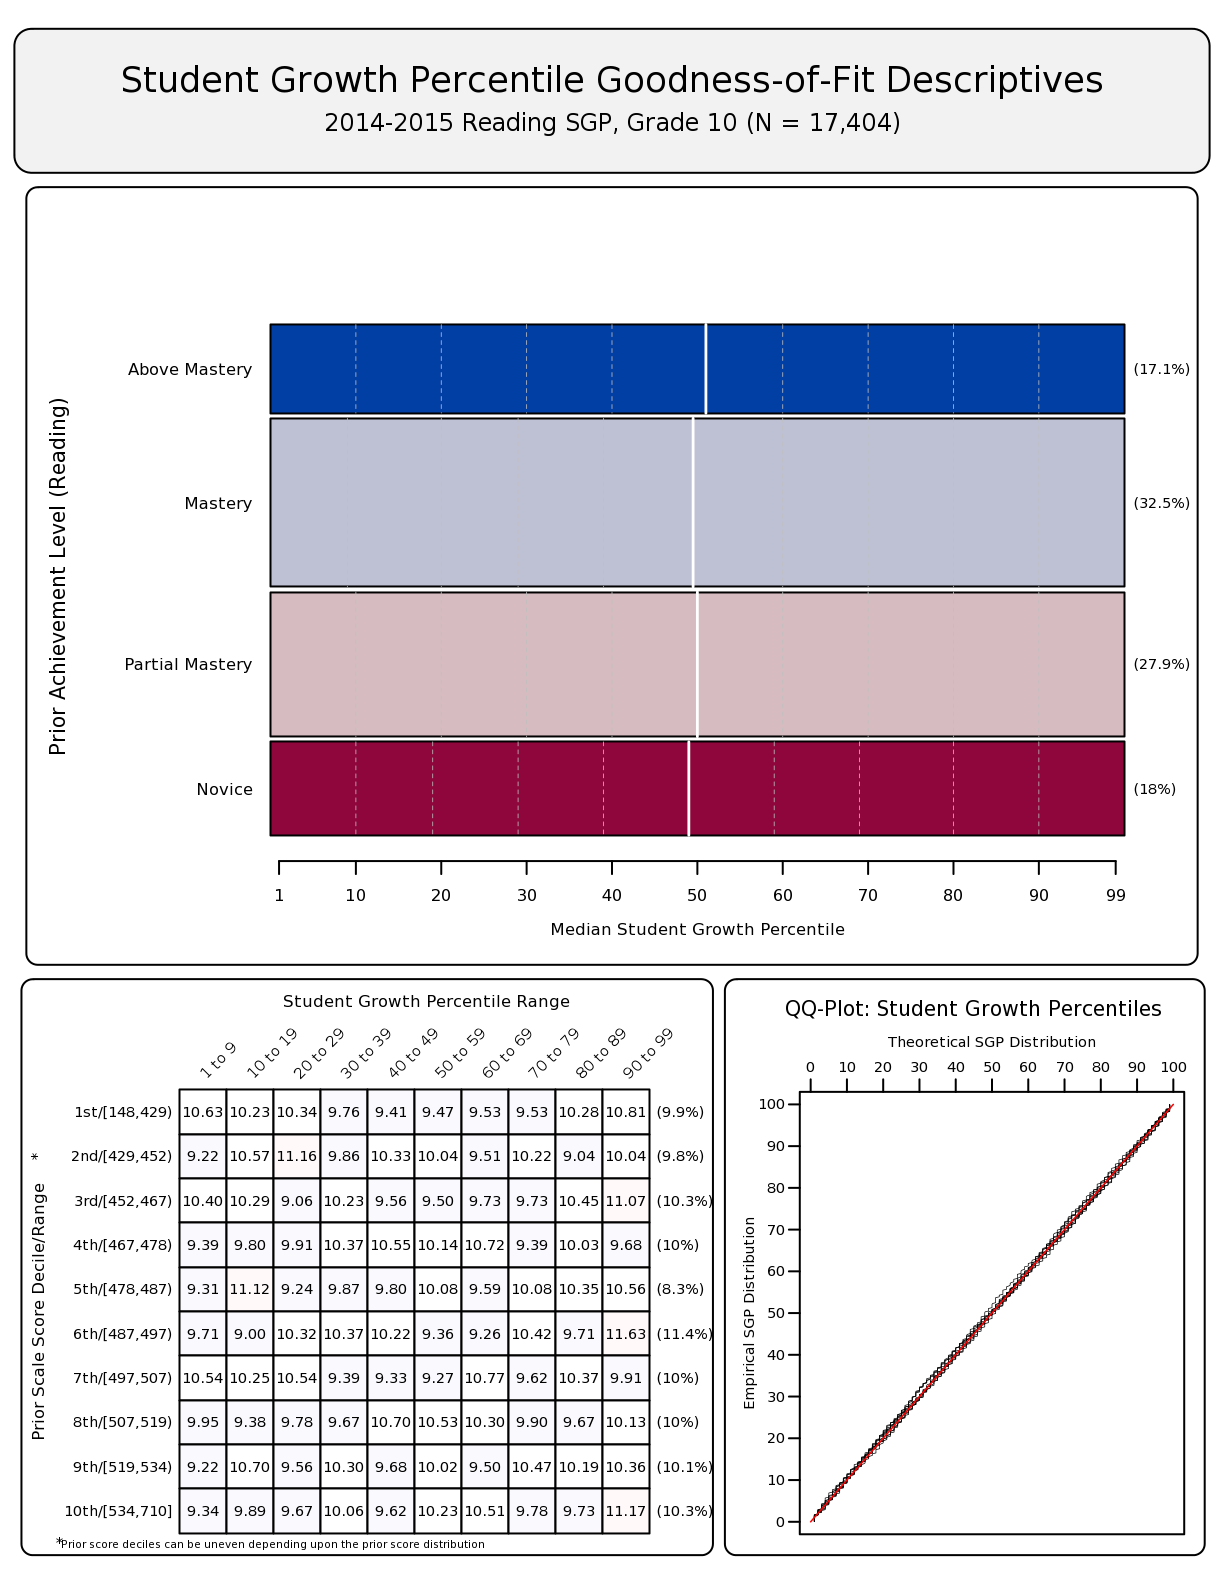 Student Growth Percentile Goodness-of-Fit Descriptives
2014-2015 Reading SGP, Grade 10 (N = 17,404)
Prior Achievement Level (Reading)
Above Mastery (17.1%)
Mastery (32.5%)
Partial Mastery (27.9%)
Novice (18%)
1 10 20 30 40 50 60 70 80 90 99
Median Student Growth Percentile
Student Growth Percentile Range
1 to 9 10 to 19 20 to 29 30 to 39 40 to 49 50 to 59 60 to 69 70 to 79 80 to 89 90 to 99
Prior Scale Score Decile/Range *
1st/[148,429) 10.63 10.23 10.34 9.76 9.41 9.47 9.53 9.53 10.28 10.81 (9.9%)
2nd/[429,452) 9.22 10.57 11.16 9.86 10.33 10.04 9.51 10.22 9.04 10.04 (9.8%)
3rd/[452,467) 10.40 10.29 9.06 10.23 9.56 9.50 9.73 9.73 10.45 11.07 (10.3%)
4th/[467,478) 9.39 9.80 9.91 10.37 10.55 10.14 10.72 9.39 10.03 9.68 (10%)
5th/[478,487) 9.31 11.12 9.24 9.87 9.80 10.08 9.59 10.08 10.35 10.56 (8.3%)
6th/[487,497) 9.71 9.00 10.32 10.37 10.22 9.36 9.26 10.42 9.71 11.63 (11.4%)
7th/[497,507) 10.54 10.25 10.54 9.39 9.33 9.27 10.77 9.62 10.37 9.91 (10%)
8th/[507,519) 9.95 9.38 9.78 9.67 10.70 10.53 10.30 9.90 9.67 10.13 (10%)
9th/[519,534) 9.22 10.70 9.56 10.30 9.68 10.02 9.50 10.47 10.19 10.36 (10.1%)
10th/[534,710] 9.34 9.89 9.67 10.06 9.62 10.23 10.51 9.78 9.73 11.17 (10.3%)
*Prior score deciles can be uneven depending upon the prior score distribution
QQ-Plot: Student Growth Percentiles
Theoretical SGP Distribution
0 10 20 30 40 50 60 70 80 90 100
Empirical SGP Distribution
100
90
80
70
60
50
40
30
20
10
0